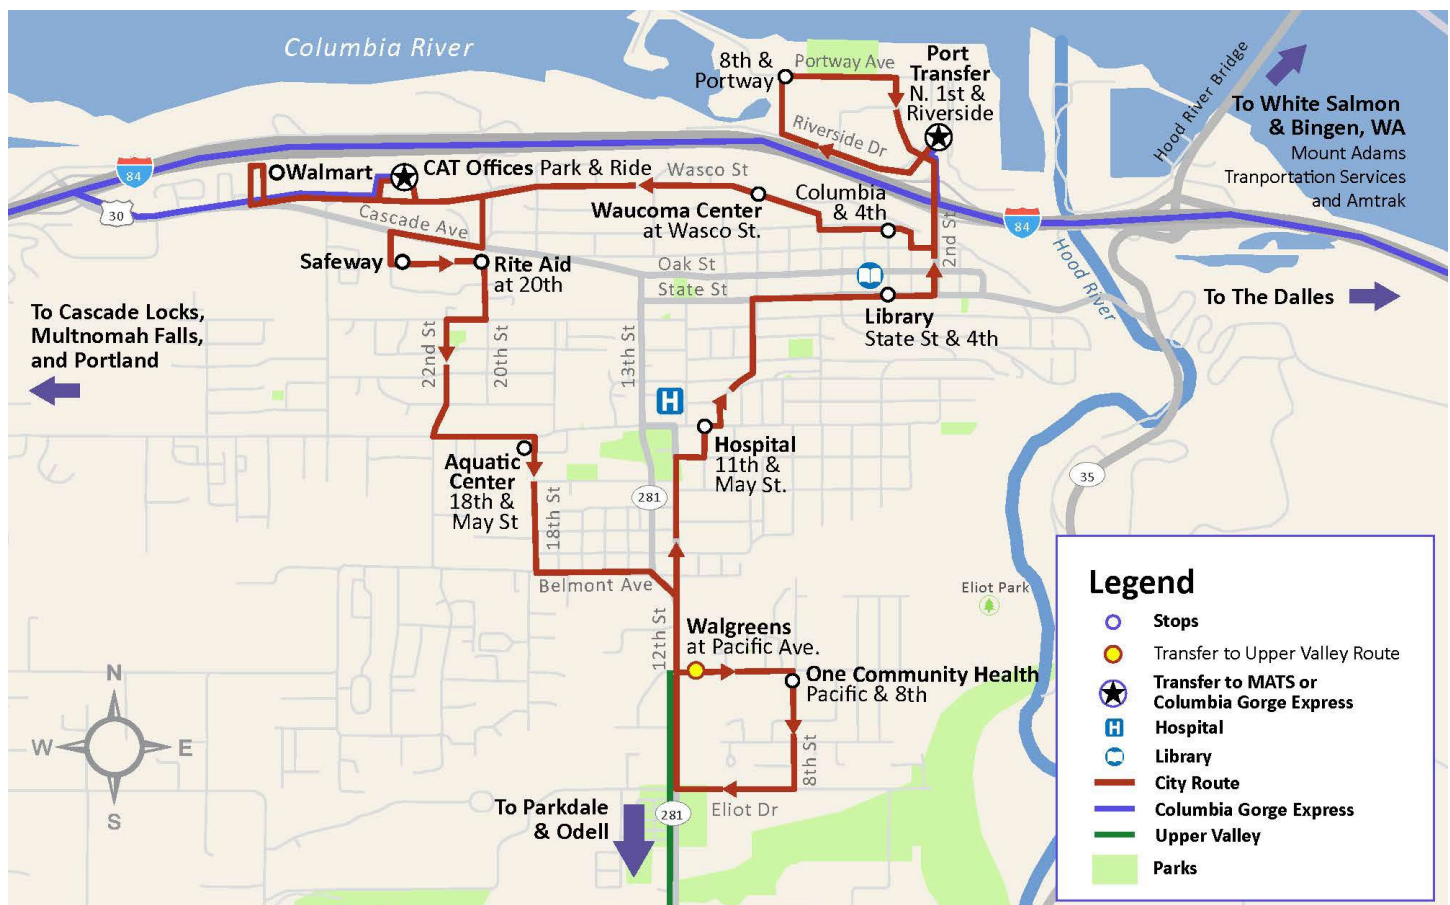 Columbia River
8th &
Portway
Portway Ave
Port
Transfer
N. 1st &
Riverside
Riverside Dr
Hood River Bridge
To White Salmon
& Bingen, WA
Mount Adams
Tranportation Services
and Amtrak
84
30
Walmart
CAT Offices Park & Ride
Wasco St
Cascade Ave
Waucoma Center
at Wasco St.
Columbia
& 4th
2nd St
84
Hood River
Safeway
Rite Aid
at 20th
Oak St
State St
Library
State St & 4th
To The Dalles
To Cascade Locks,
Multnomah Falls,
and Portland
22nd St
20th St
13th St
H
Hospital
11th &
May St.
Aquatic
Center
18th &
May St
18th St
281
35
Belmont Ave
Eliot Park
12th St
Walgreens
at Pacific Ave.
One Community Health
Pacific & 8th
8th St
Eliot Dr
281
To Parkdale
& Odell
N
W
E
S
Legend
Stops
Transfer to Upper Valley Route
Transfer to MATS or
Columbia Gorge Express
H
Hospital
Library
City Route
Columbia Gorge Express
Upper Valley
Parks